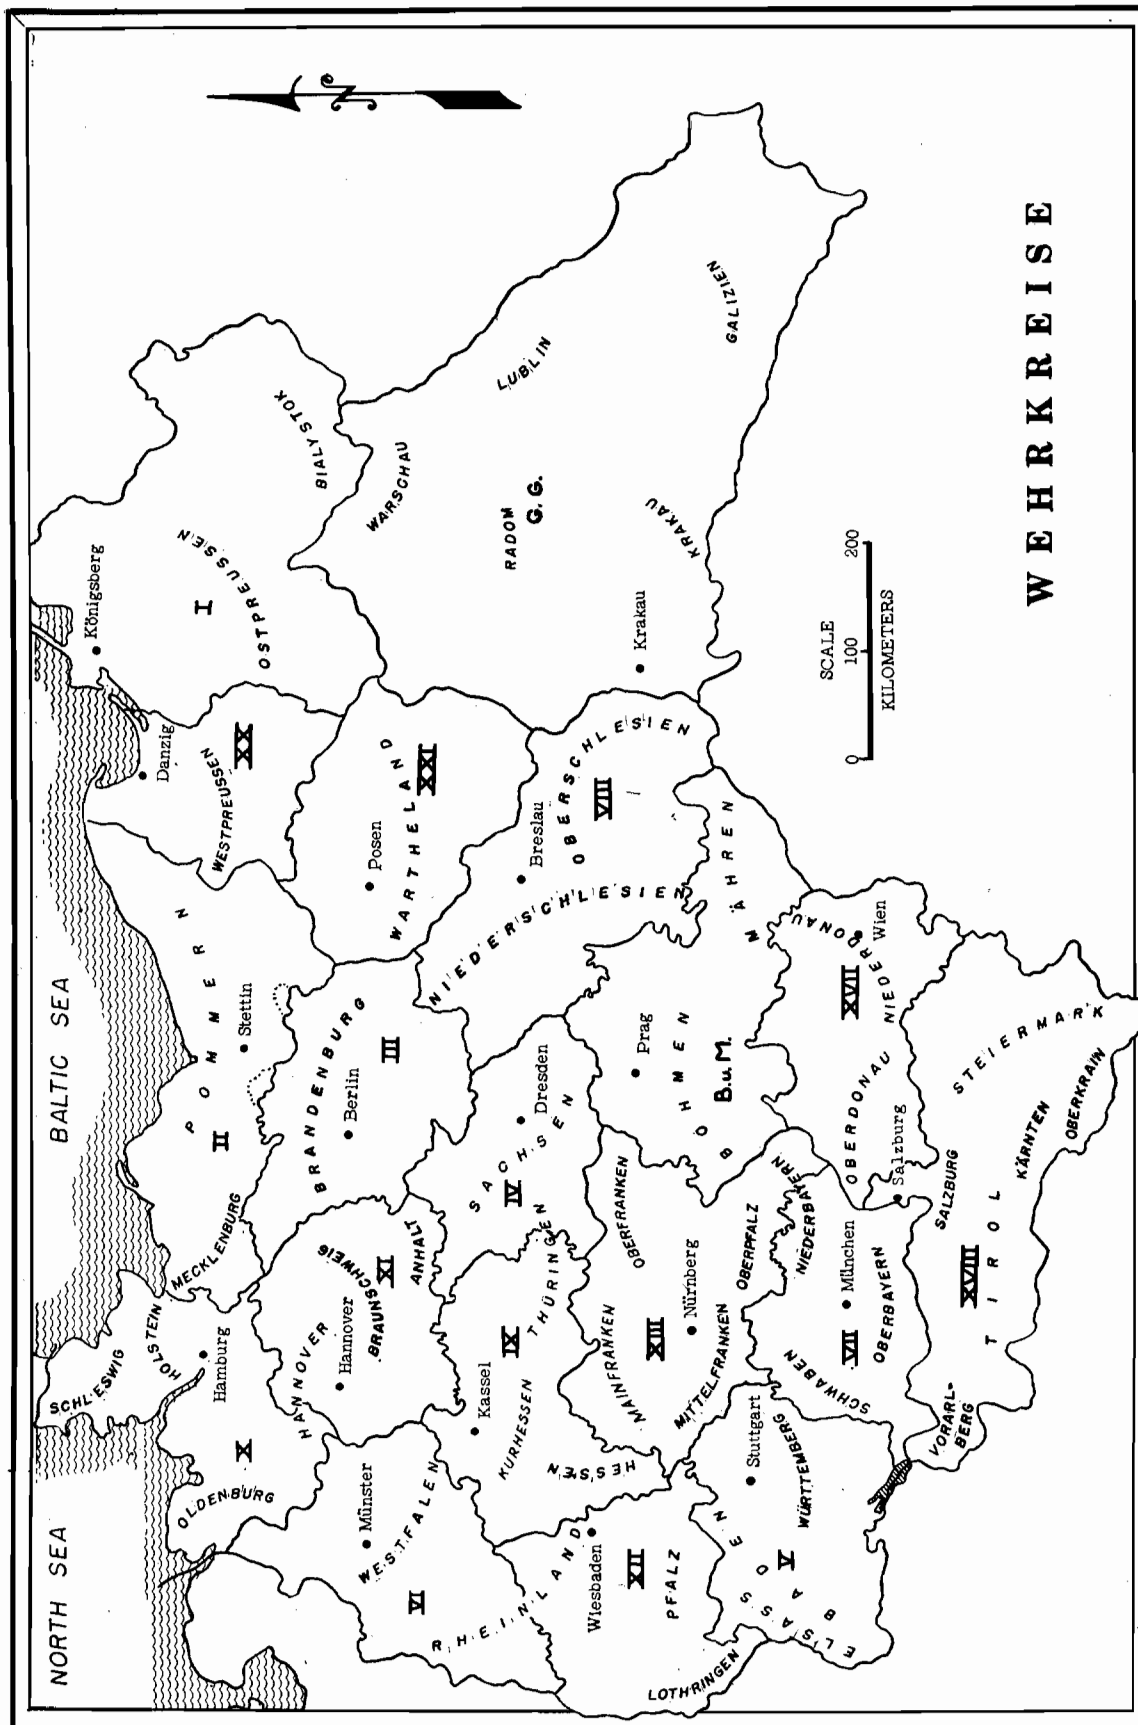 NORTH SEA
BALTIC SEA
N
SCHLESWIG
HOLSTEIN
Hamburg
X
OLDENBURG
HANNOVER
MECKLENBURG
II
POMMERN
Stettin
Danzig
WESTPREUSSEN
XX
Königsberg
I
OSTPREUSSEN
BIALYSTOK
Münster
WESTFALEN
VI
RHEINLAND
Hannover
BRAUNSCHWEIG
XI
ANHALT
BRANDENBURG
Berlin
III
Posen
WARTHELAND
XXI
WARSCHAU
LUBLIN
RADOM
G.G.
KRAKAU
GALIZIEN
Krakau
Kassel
IX
KURHESSEN
THÜRINGEN
HESSEN
SACHSEN
IV
Dresden
NIEDERSCHLESIEN
Breslau
OBERSCHLESIEN
VIII
Wiesbaden
XII
PFALZ
LOTHRINGEN
MAINFRANKEN
OBERFRANKEN
XIII
Nürnberg
MITTELFRANKEN
OBERPFALZ
NIEDERBAYERN
Prag
BÖHMEN
B.u.M.
MÄHREN
Stuttgart
WÜRTTEMBERG
V
BADEN
ELSASS
SCHWABEN
VII
München
OBERBAYERN
Salzburg
OBERDONAU
NIEDERDONAU
XVII
Wien
VORARL-
BERG
TIROL
XVIII
SALZBURG
KÄRNTEN
STEIERMARK
OBERKRAIN
SCALE
0 100 200
KILOMETERS
WEHRKREISE